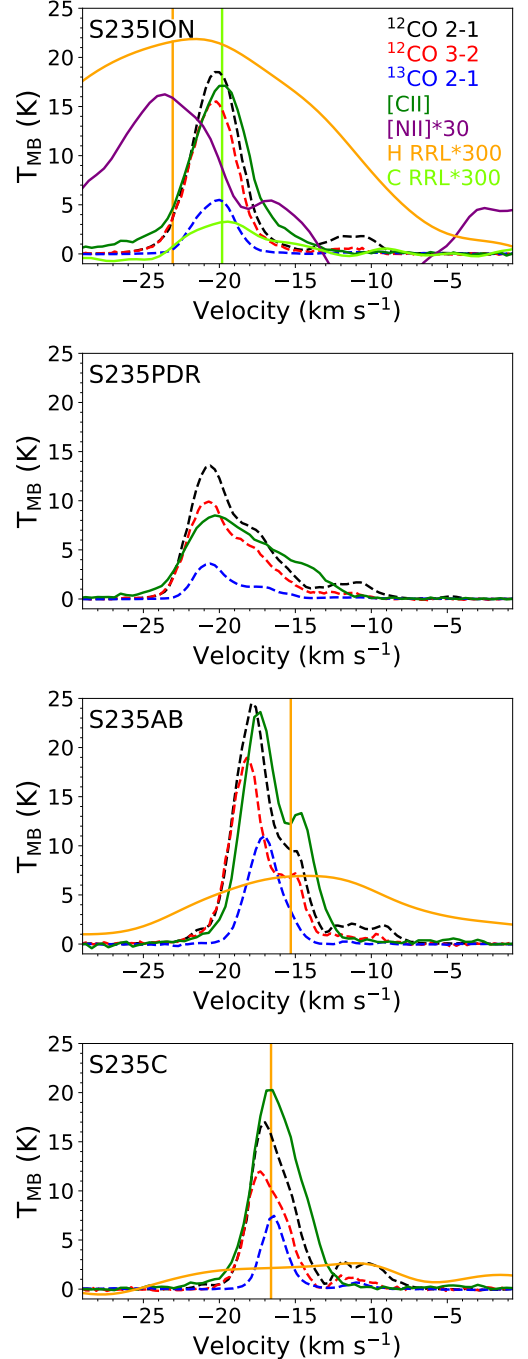 S235ION
¹²CO 2-1
¹²CO 3-2
¹³CO 2-1
[CII]
[NII]*30
H RRL*300
C RRL*300
25
20
15
10
5
0
T_MB (K)
−25 −20 −15 −10 −5
Velocity (km s⁻¹)
S235PDR
25
20
15
10
5
0
T_MB (K)
−25 −20 −15 −10 −5
Velocity (km s⁻¹)
S235AB
25
20
15
10
5
0
T_MB (K)
−25 −20 −15 −10 −5
Velocity (km s⁻¹)
S235C
25
20
15
10
5
0
T_MB (K)
−25 −20 −15 −10 −5
Velocity (km s⁻¹)